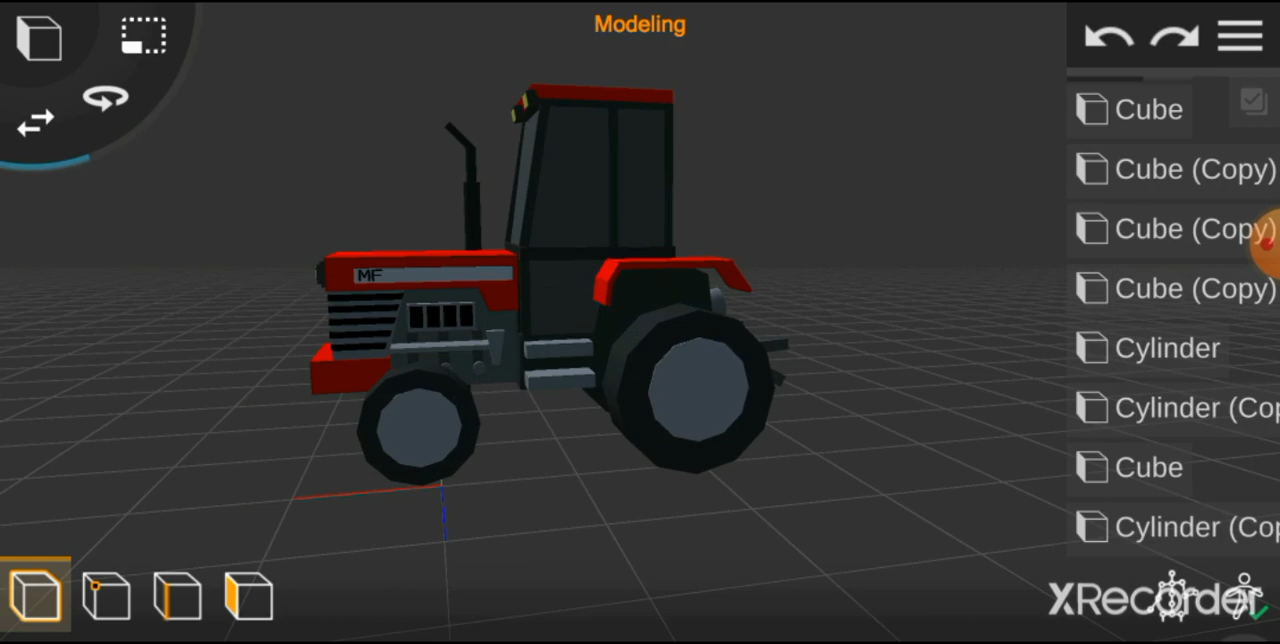 Modeling
Cube
Cube (Copy)
Cube (Copy)
Cube (Copy)
Cylinder
Cylinder (Cop
Cube
Cylinder (Cop
MF
XRecorder